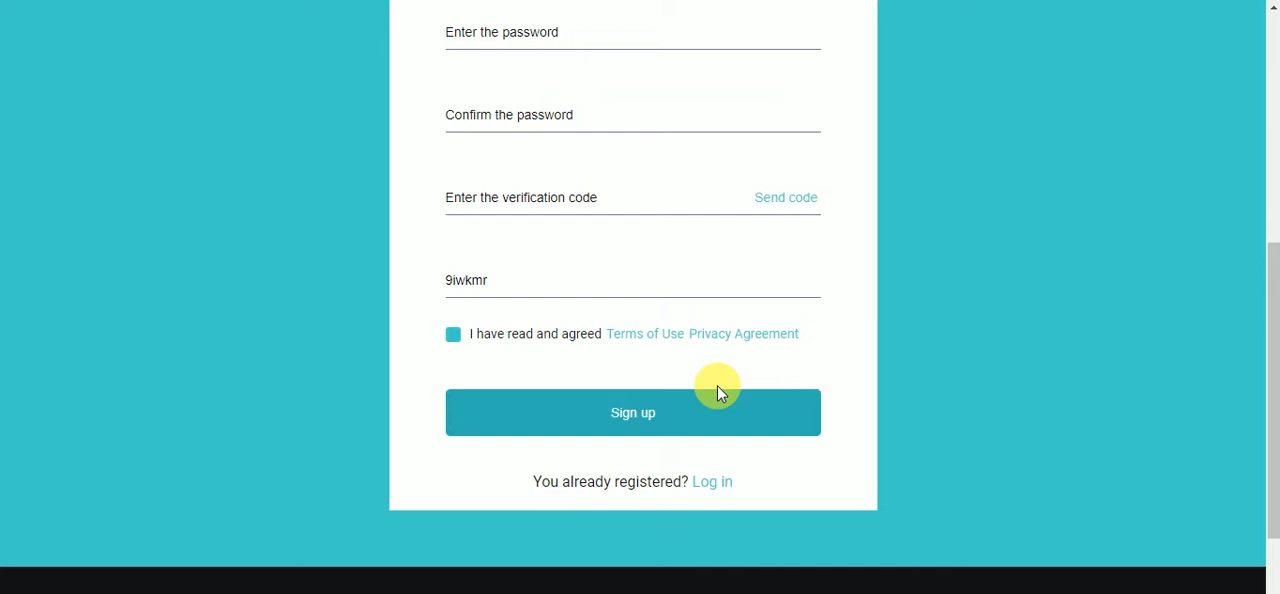 Enter the password
Confirm the password
Enter the verification code Send code
9iwkmr
I have read and agreed Terms of Use Privacy Agreement
Sign up
You already registered? Log in